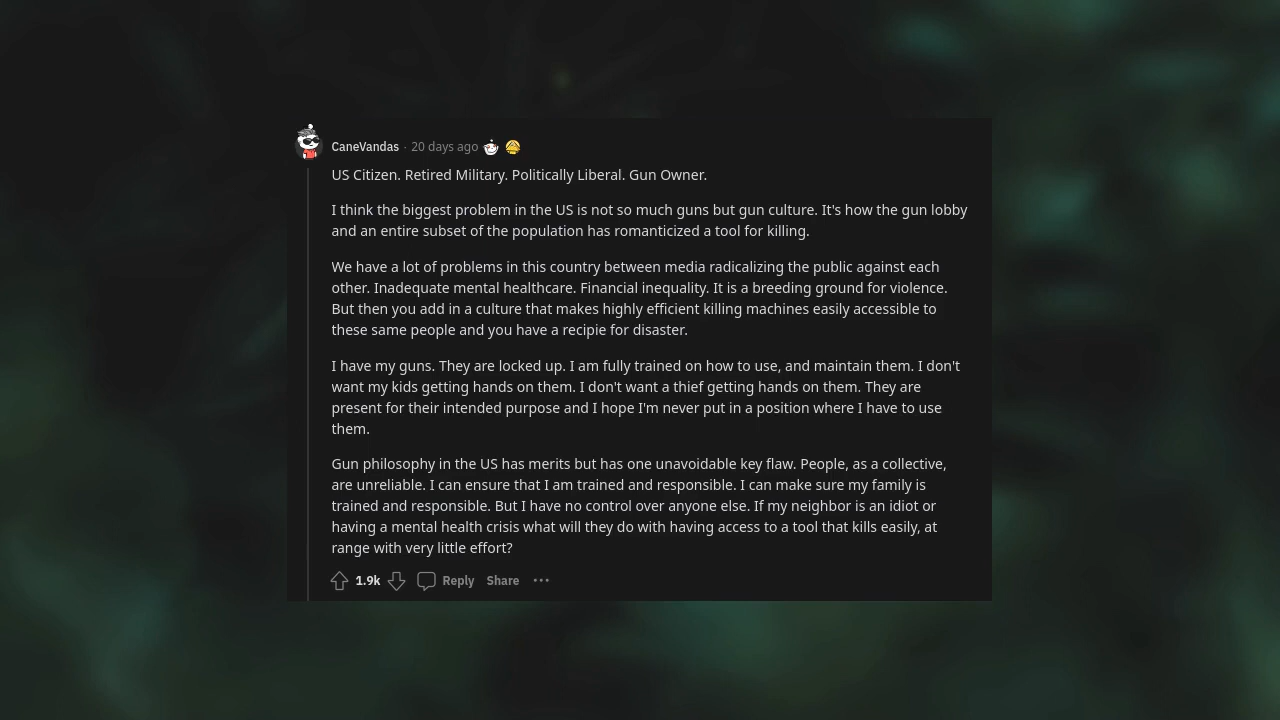 CaneVandas · 20 days ago
US Citizen. Retired Military. Politically Liberal. Gun Owner.
I think the biggest problem in the US is not so much guns but gun culture. It's how the gun lobby
and an entire subset of the population has romanticized a tool for killing.
We have a lot of problems in this country between media radicalizing the public against each
other. Inadequate mental healthcare. Financial inequality. It is a breeding ground for violence.
But then you add in a culture that makes highly efficient killing machines easily accessible to
these same people and you have a recipie for disaster.
I have my guns. They are locked up. I am fully trained on how to use, and maintain them. I don't
want my kids getting hands on them. I don't want a thief getting hands on them. They are
present for their intended purpose and I hope I'm never put in a position where I have to use
them.
Gun philosophy in the US has merits but has one unavoidable key flaw. People, as a collective,
are unreliable. I can ensure that I am trained and responsible. I can make sure my family is
trained and responsible. But I have no control over anyone else. If my neighbor is an idiot or
having a mental health crisis what will they do with having access to a tool that kills easily, at
range with very little effort?
1.9k Reply Share ···